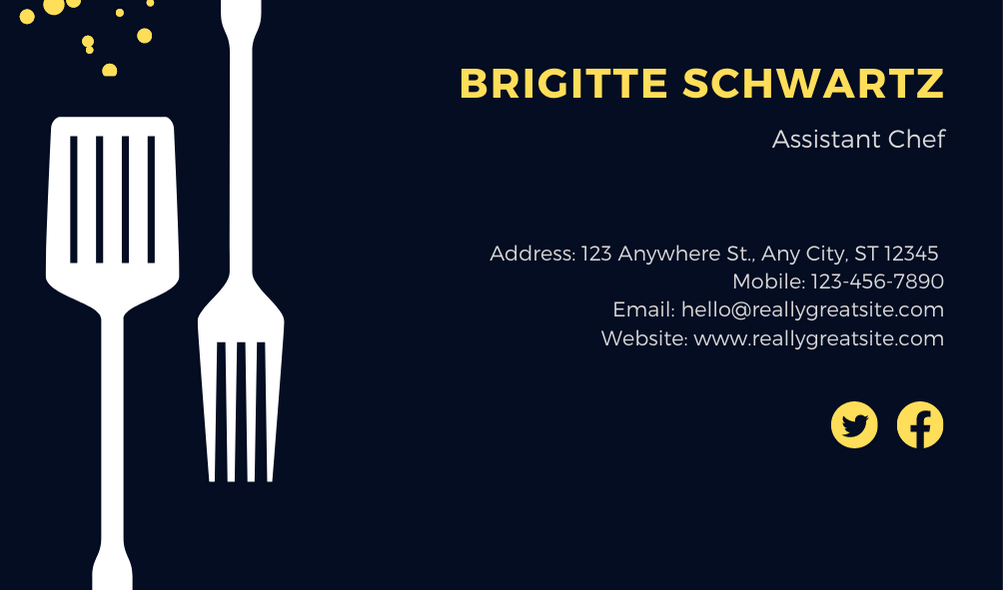 BRIGITTE SCHWARTZ
Assistant Chef
Address: 123 Anywhere St., Any City, ST 12345
Mobile: 123-456-7890
Email: hello@reallygreatsite.com
Website: www.reallygreatsite.com